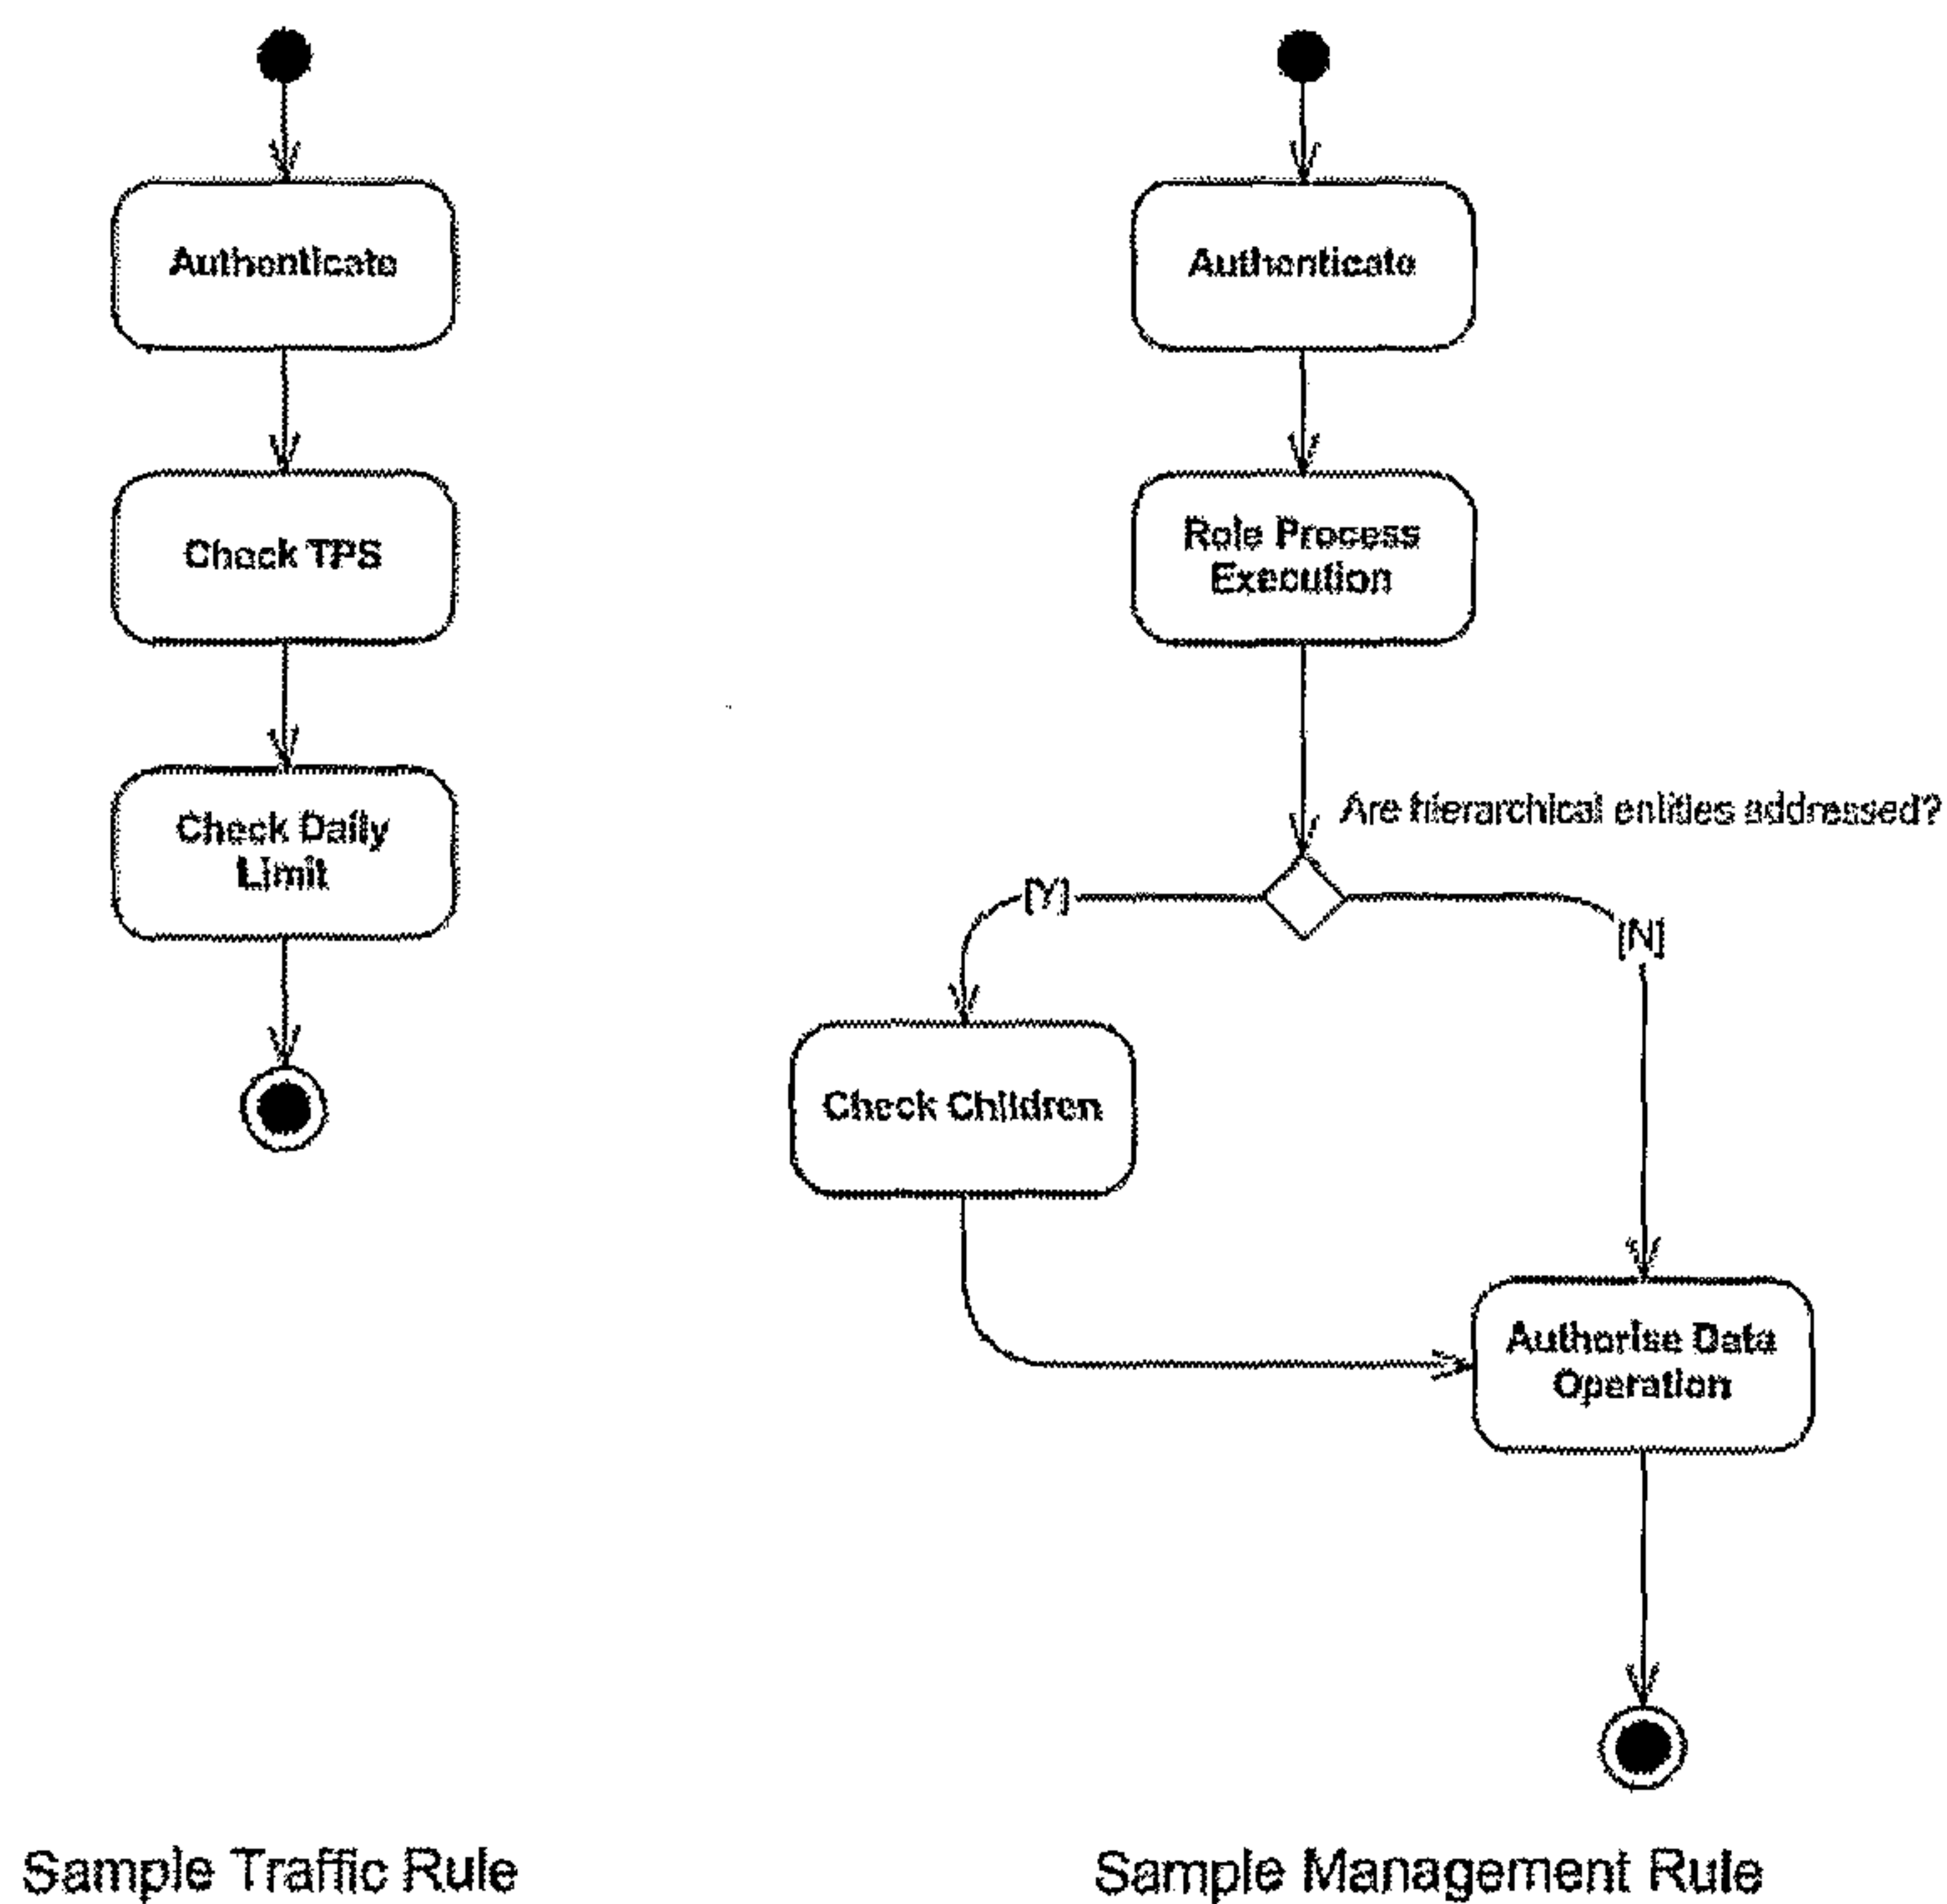 Authenticate
Check TPS
Check Daily
Limit
Sample Traffic Rule
Authenticate
Role Process
Execution
Are hierarchical entities addressed?
[Y]
[N]
Check Children
Authorise Data
Operation
Sample Management Rule